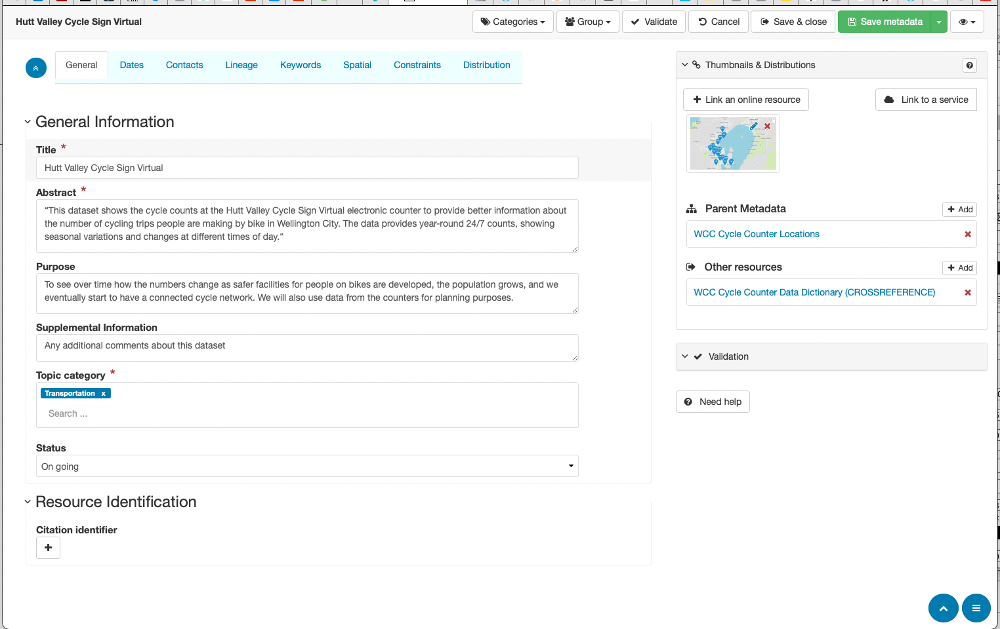 Hutt Valley Cycle Sign Virtual
Categories
Group
Validate
Cancel
Save & close
Save metadata
General
Dates
Contacts
Lineage
Keywords
Spatial
Constraints
Distribution
General Information
Title *
Hutt Valley Cycle Sign Virtual
Abstract *
“This dataset shows the cycle counts at the Hutt Valley Cycle Sign Virtual electronic counter to provide better information about
the number of cycling trips people are making by bike in Wellington City. The data provides year-round 24/7 counts, showing
seasonal variations and changes at different times of day.“
Purpose
To see over time how the numbers change as safer facilities for people on bikes are developed, the population grows, and we
eventually start to have a connected cycle network. We will also use data from the counters for planning purposes.
Supplemental Information
Any additional comments about this dataset
Topic category *
Transportation x
Search ...
Status
On going
Resource Identification
Citation identifier
Thumbnails & Distributions
Link an online resource
Link to a service
Parent Metadata
Add
WCC Cycle Counter Locations
Other resources
Add
WCC Cycle Counter Data Dictionary (CROSSREFERENCE)
Validation
Need help